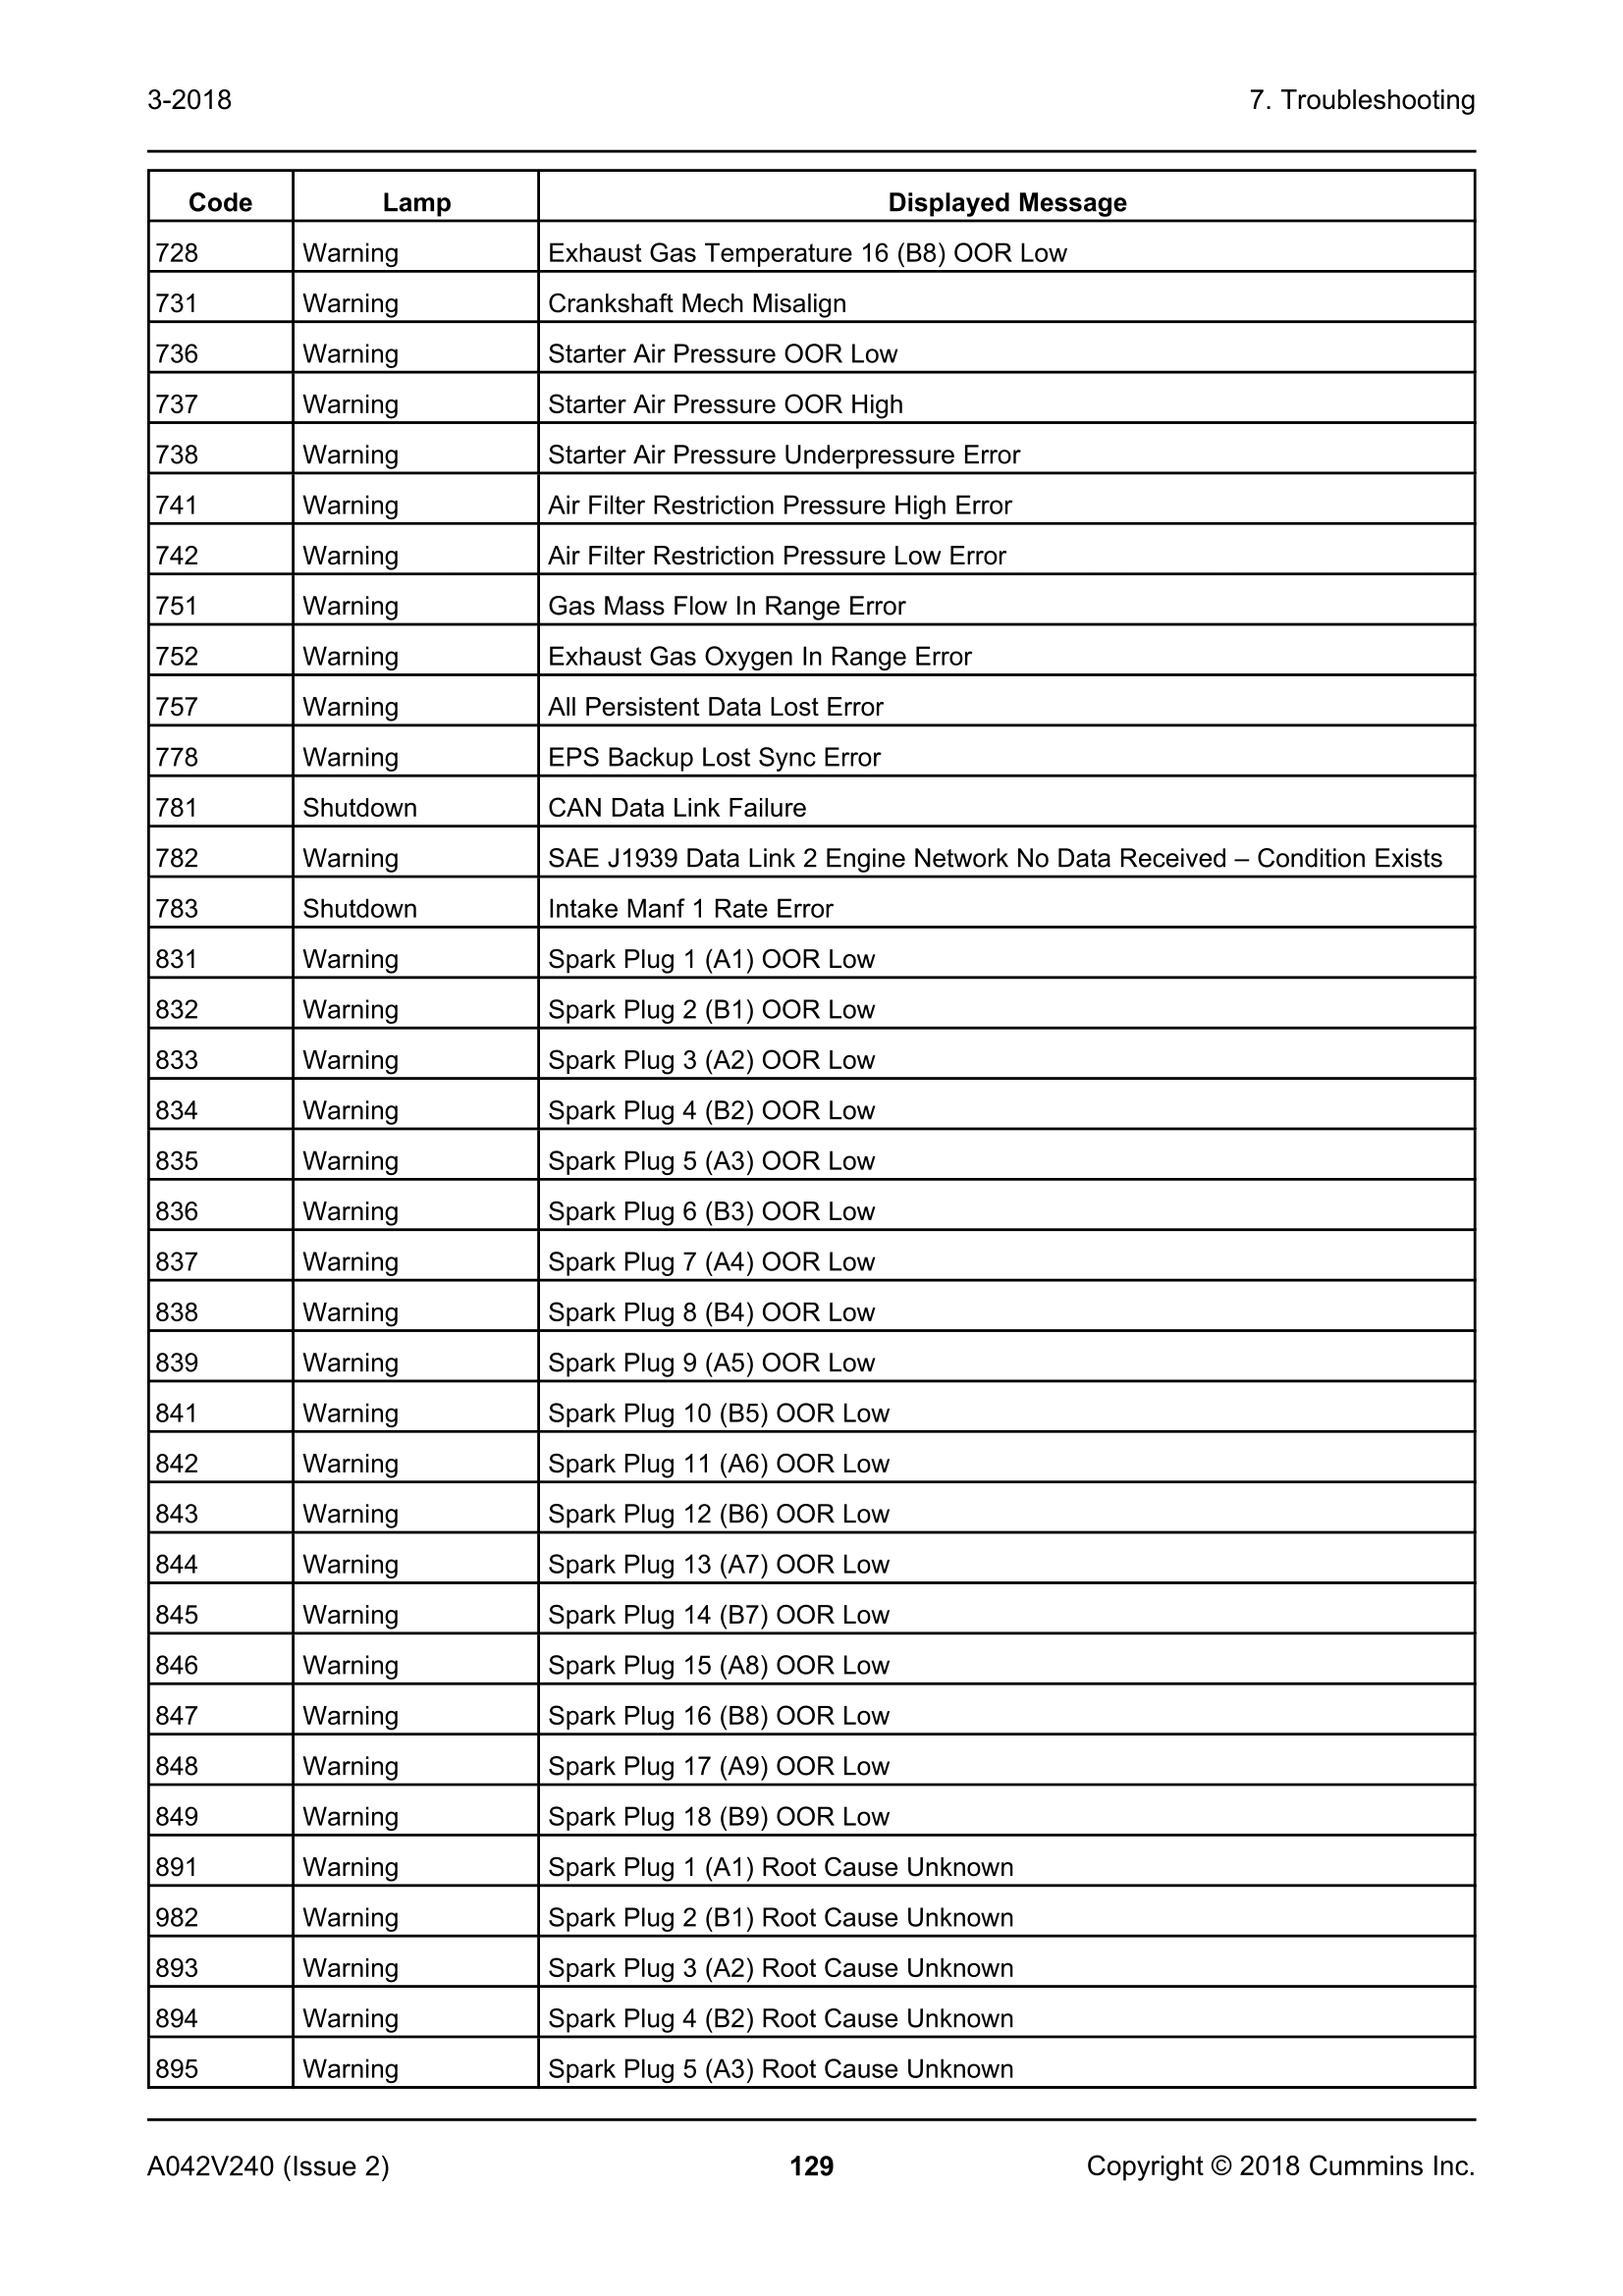 3-2018 7. Troubleshooting
Code Lamp Displayed Message
728 Warning Exhaust Gas Temperature 16 (B8) OOR Low
731 Warning Crankshaft Mech Misalign
736 Warning Starter Air Pressure OOR Low
737 Warning Starter Air Pressure OOR High
738 Warning Starter Air Pressure Underpressure Error
741 Warning Air Filter Restriction Pressure High Error
742 Warning Air Filter Restriction Pressure Low Error
751 Warning Gas Mass Flow In Range Error
752 Warning Exhaust Gas Oxygen In Range Error
757 Warning All Persistent Data Lost Error
778 Warning EPS Backup Lost Sync Error
781 Shutdown CAN Data Link Failure
782 Warning SAE J1939 Data Link 2 Engine Network No Data Received – Condition Exists
783 Shutdown Intake Manf 1 Rate Error
831 Warning Spark Plug 1 (A1) OOR Low
832 Warning Spark Plug 2 (B1) OOR Low
833 Warning Spark Plug 3 (A2) OOR Low
834 Warning Spark Plug 4 (B2) OOR Low
835 Warning Spark Plug 5 (A3) OOR Low
836 Warning Spark Plug 6 (B3) OOR Low
837 Warning Spark Plug 7 (A4) OOR Low
838 Warning Spark Plug 8 (B4) OOR Low
839 Warning Spark Plug 9 (A5) OOR Low
841 Warning Spark Plug 10 (B5) OOR Low
842 Warning Spark Plug 11 (A6) OOR Low
843 Warning Spark Plug 12 (B6) OOR Low
844 Warning Spark Plug 13 (A7) OOR Low
845 Warning Spark Plug 14 (B7) OOR Low
846 Warning Spark Plug 15 (A8) OOR Low
847 Warning Spark Plug 16 (B8) OOR Low
848 Warning Spark Plug 17 (A9) OOR Low
849 Warning Spark Plug 18 (B9) OOR Low
891 Warning Spark Plug 1 (A1) Root Cause Unknown
982 Warning Spark Plug 2 (B1) Root Cause Unknown
893 Warning Spark Plug 3 (A2) Root Cause Unknown
894 Warning Spark Plug 4 (B2) Root Cause Unknown
895 Warning Spark Plug 5 (A3) Root Cause Unknown
A042V240 (Issue 2) 129 Copyright © 2018 Cummins Inc.